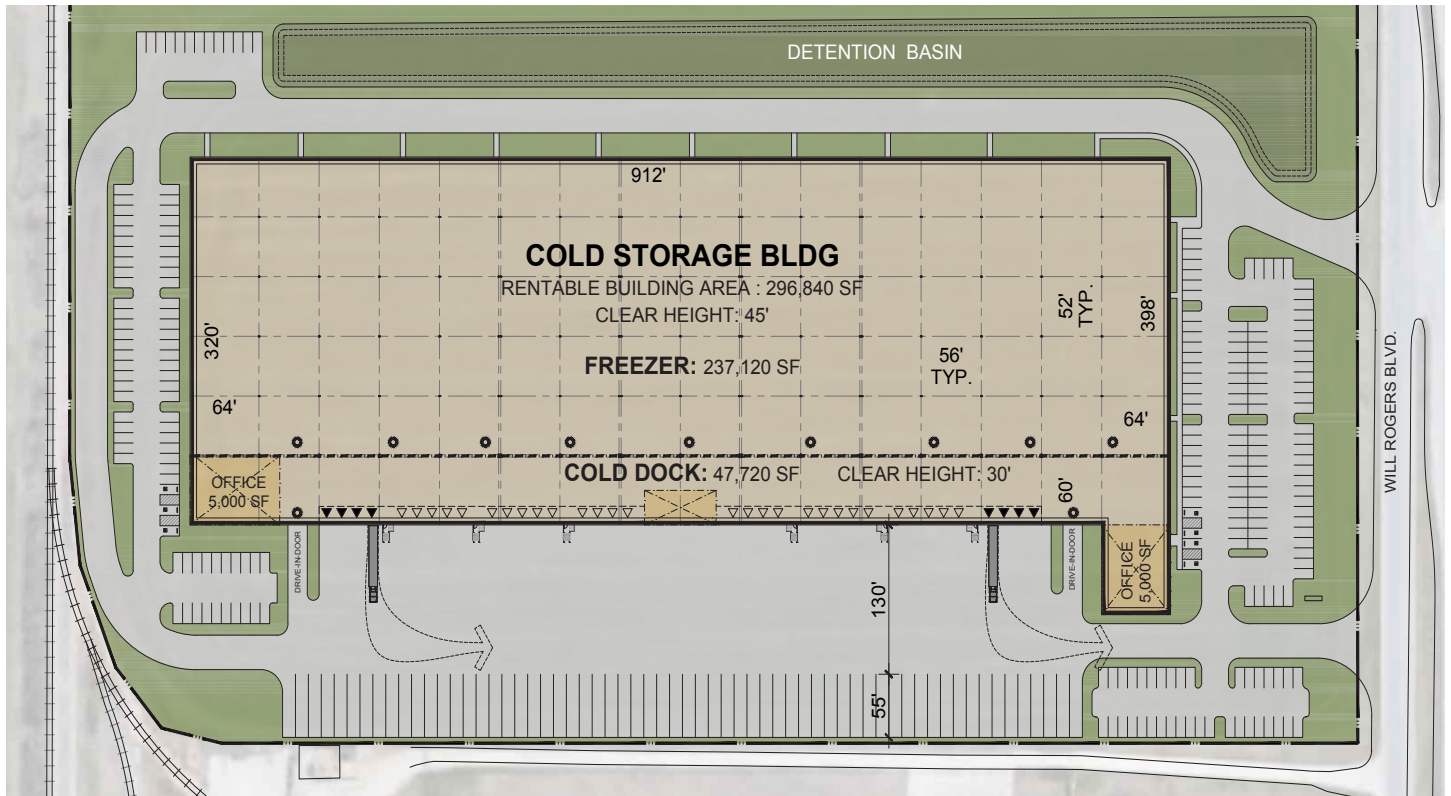 DETENTION BASIN
912'
COLD STORAGE BLDG
RENTABLE BUILDING AREA : 296,840 SF
CLEAR HEIGHT: 45'
52'
TYP.
398'
320'
FREEZER: 237,120 SF
56'
TYP.
WILL ROGERS BLVD.
64'
64'
OFFICE
5,000 SF
COLD DOCK: 47,720 SF
CLEAR HEIGHT: 30'
60'
DRIVE-IN-DOOR
DRIVE-IN-DOOR
OFFICE
5,000 SF
130'
55'